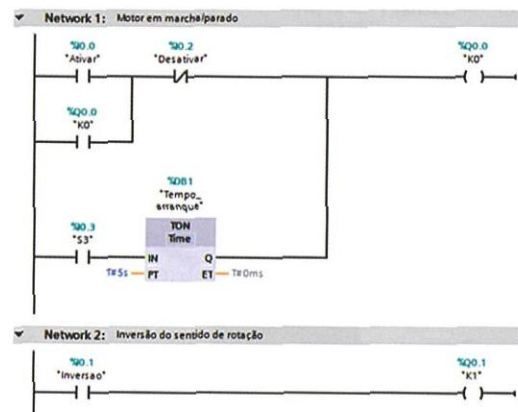 Network 1: Motor em marcha/parado
%I0.0
"Ativar"
%I0.2
"Desativar"
%Q0.0
"K0"
%Q0.0
"K0"
%DB1
"Tempo_
arranque"
TON
Time
%I0.3
"S3"
IN
Q
T#5s
PT
ET
T#0ms
Network 2: Inversão do sentido de rotação
%I0.1
"Inversao"
%Q0.1
"K1"